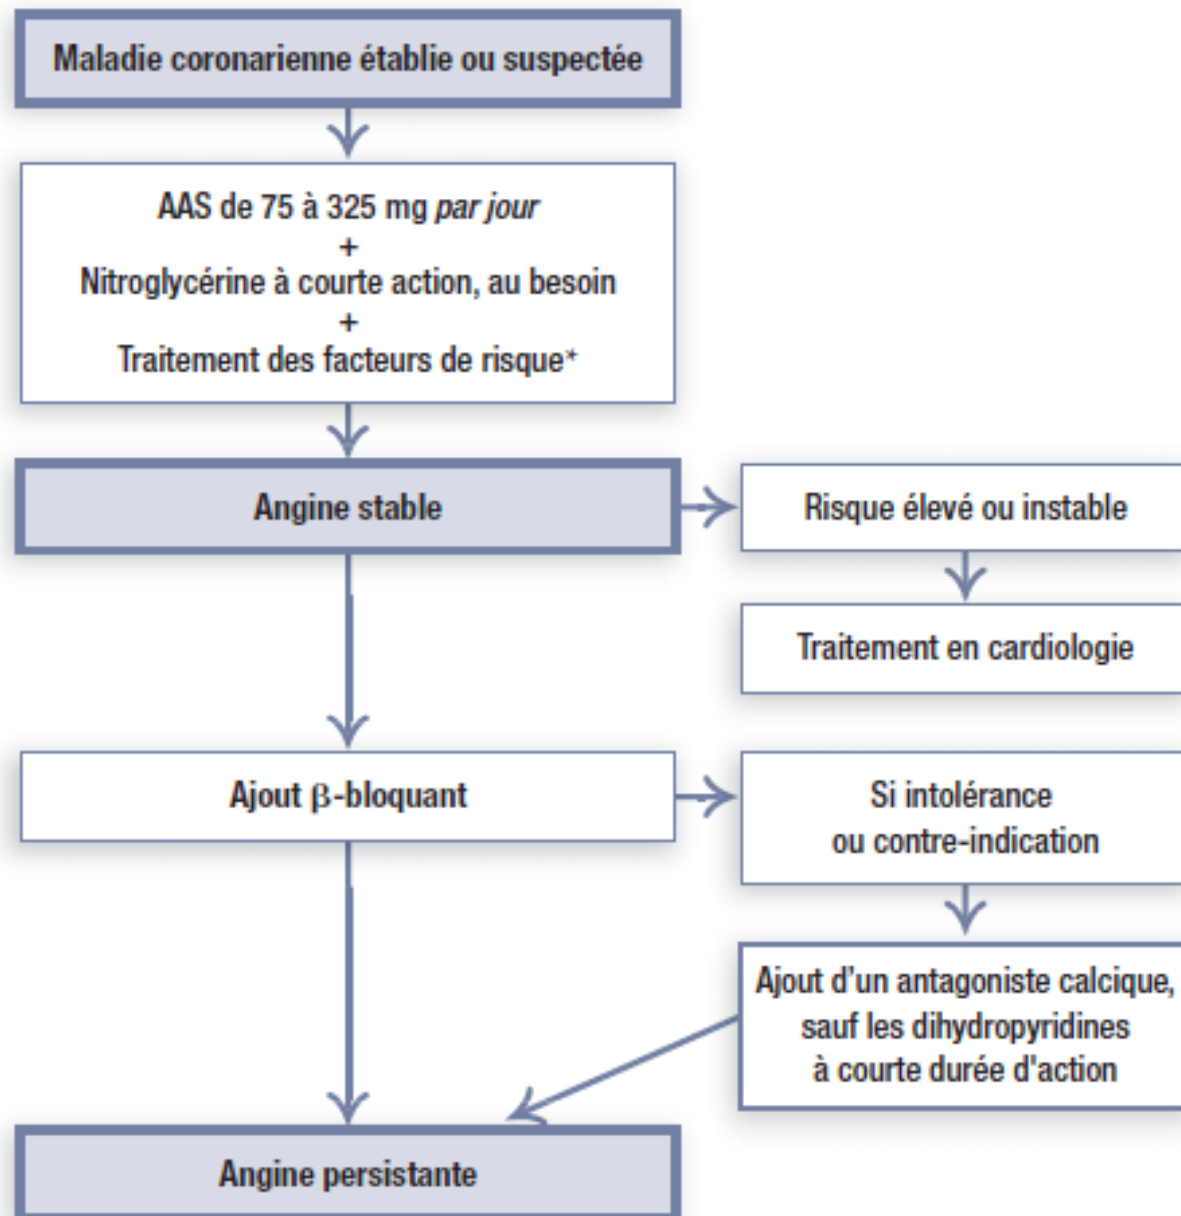 Maladie coronarienne établie ou suspectée
AAS de 75 à 325 mg par jour
+
Nitroglycérine à courte action, au besoin
+
Traitement des facteurs de risque*
Angine stable
Risque élevé ou instable
Traitement en cardiologie
Ajout β-bloquant
Si intolérance
ou contre-indication
Ajout d’un antagoniste calcique,
sauf les dihydropyridines
à courte durée d'action
Angine persistante